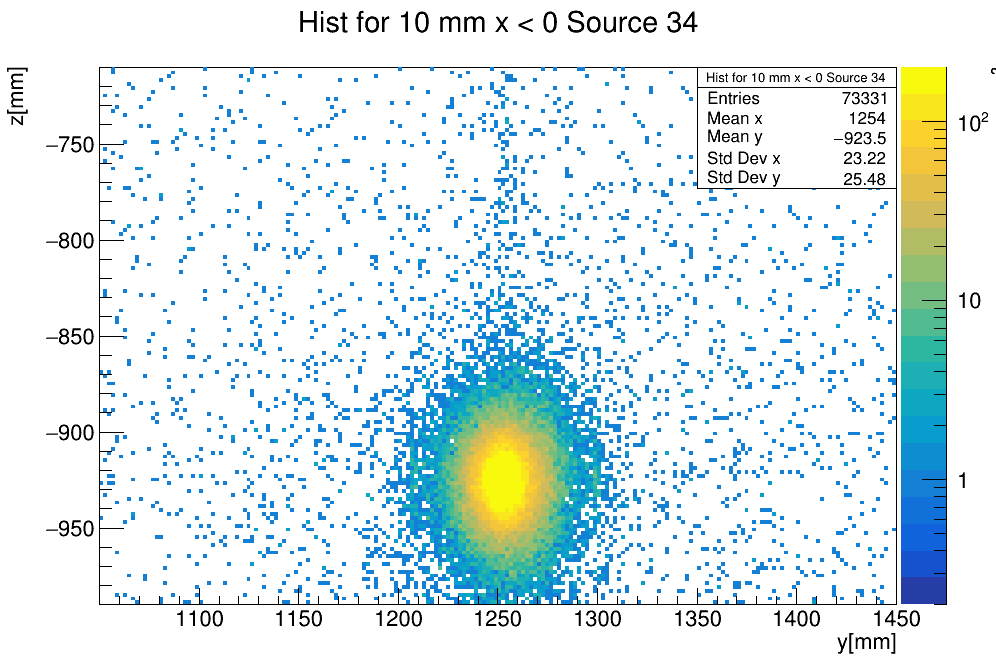 Hist for 10 mm x < 0 Source 34
z[mm]
Hist for 10 mm x < 0 Source 34
Entries 73331
Mean x 1254
Mean y −923.5
Std Dev x 23.22
Std Dev y 25.48
−750
−800
−850
−900
−950
10²
10
1
1100 1150 1200 1250 1300 1350 1400 1450
y[mm]